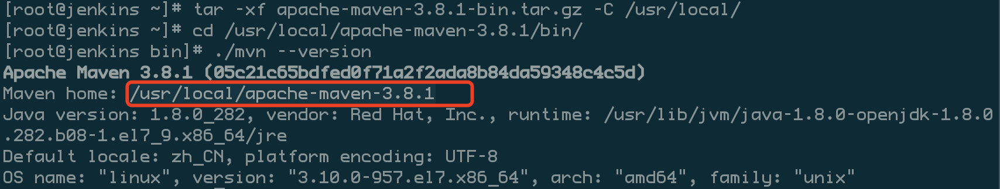 [root@jenkins ~]# tar -xf apache-maven-3.8.1-bin.tar.gz -C /usr/local/
[root@jenkins ~]# cd /usr/local/apache-maven-3.8.1/bin/
[root@jenkins bin]# ./mvn --version
Apache Maven 3.8.1 (05c21c65bdfed0f71a2f2ada8b84da59348c4c5d)
Maven home: /usr/local/apache-maven-3.8.1
Java version: 1.8.0_282, vendor: Red Hat, Inc., runtime: /usr/lib/jvm/java-1.8.0-openjdk-1.8.0
.282.b08-1.el7_9.x86_64/jre
Default locale: zh_CN, platform encoding: UTF-8
OS name: "linux", version: "3.10.0-957.el7.x86_64", arch: "amd64", family: "unix"